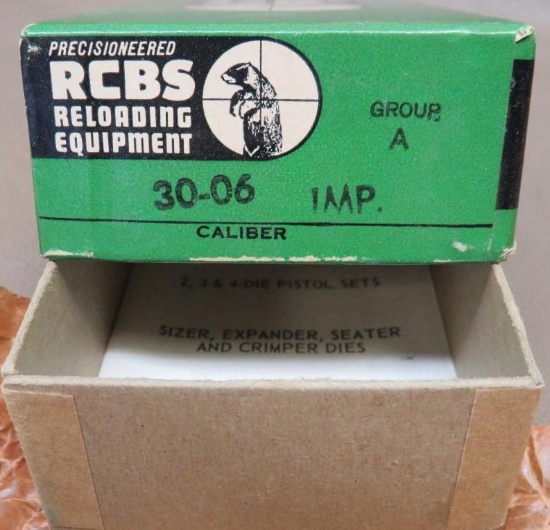 PRECISIONEERED
RCBS
RELOADING
EQUIPMENT
GROUP
A
30-06 IMP.
CALIBER
2, 3 & 4-DIE PISTOL SETS
SIZER, EXPANDER, SEATER
AND CRIMPER DIES